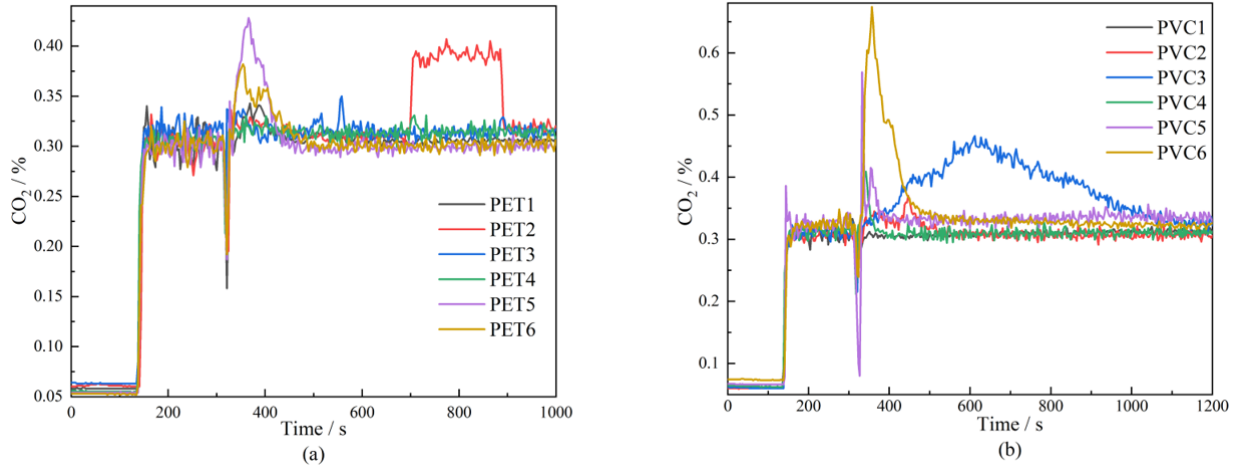 (a)
CO2 / %
0.40
0.35
0.30
0.25
0.20
0.15
0.10
0.05
0
200
400
600
800
1000
Time / s
PET1
PET2
PET3
PET4
PET5
PET6
(a)
(b)
CO2 / %
0.6
0.5
0.4
0.3
0.2
0.1
0
200
400
600
800
1000
1200
Time / s
PVC1
PVC2
PVC3
PVC4
PVC5
PVC6
(b)